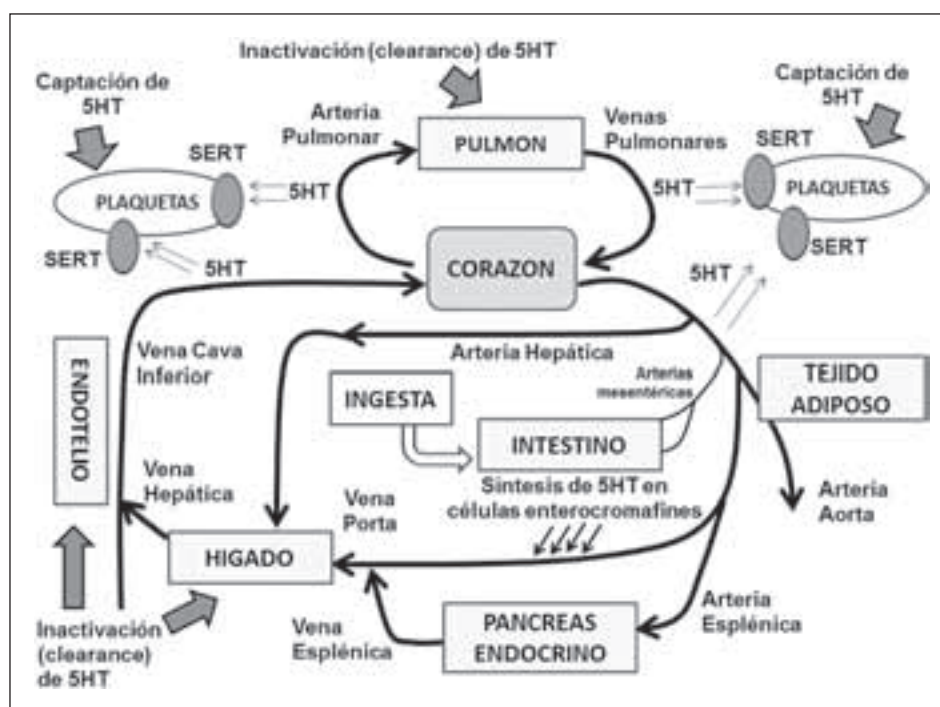 Inactivación (clearance) de 5HT
Captación de
5HT
Arteria
Pulmonar
PULMON
Venas
Pulmonares
Captación de
5HT
SERT
PLAQUETAS
5HT
SERT
5HT
5HT
PLAQUETAS
SERT
5HT
CORAZON
ENDOTELIO
Vena Cava
Inferior
Arteria Hepática
Arterias
mesentéricas
TEJIDO
ADIPOSO
INGESTA
INTESTINO
Vena
Hepática
Vena
Porta
Síntesis de 5HT en
células enterocromafines
Arteria
Aorta
HIGADO
Inactivación
(clearance)
de 5HT
Vena
Esplénica
PANCREAS
ENDOCRINO
Arteria
Esplénica